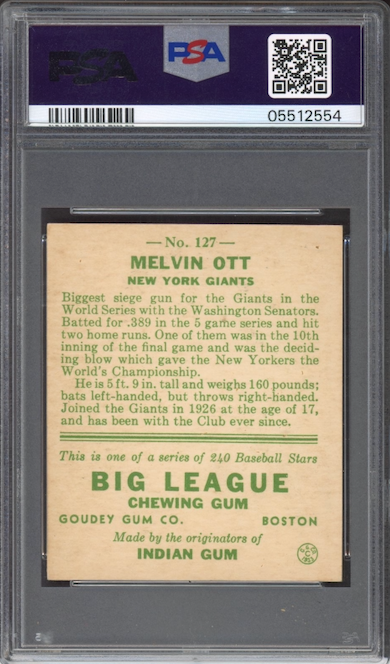 PSA
PSA
05512554
— No. 127 —
MELVIN OTT
NEW YORK GIANTS
Biggest siege gun for the Giants in the
World Series with the Washington Senators.
Batted for .389 in the 5 game series and hit
two home runs. One of them was in the 10th
inning of the final game and was the decid-
ing blow which gave the New Yorkers the
World's Championship.
He is 5 ft. 9 in. tall and weighs 160 pounds;
bats left-handed, but throws right-handed.
Joined the Giants in 1926 at the age of 17,
and has been with the Club ever since.
This is one of a series of 240 Baseball Stars
BIG LEAGUE
CHEWING GUM
GOUDEY GUM CO. BOSTON
Made by the originators of
INDIAN GUM